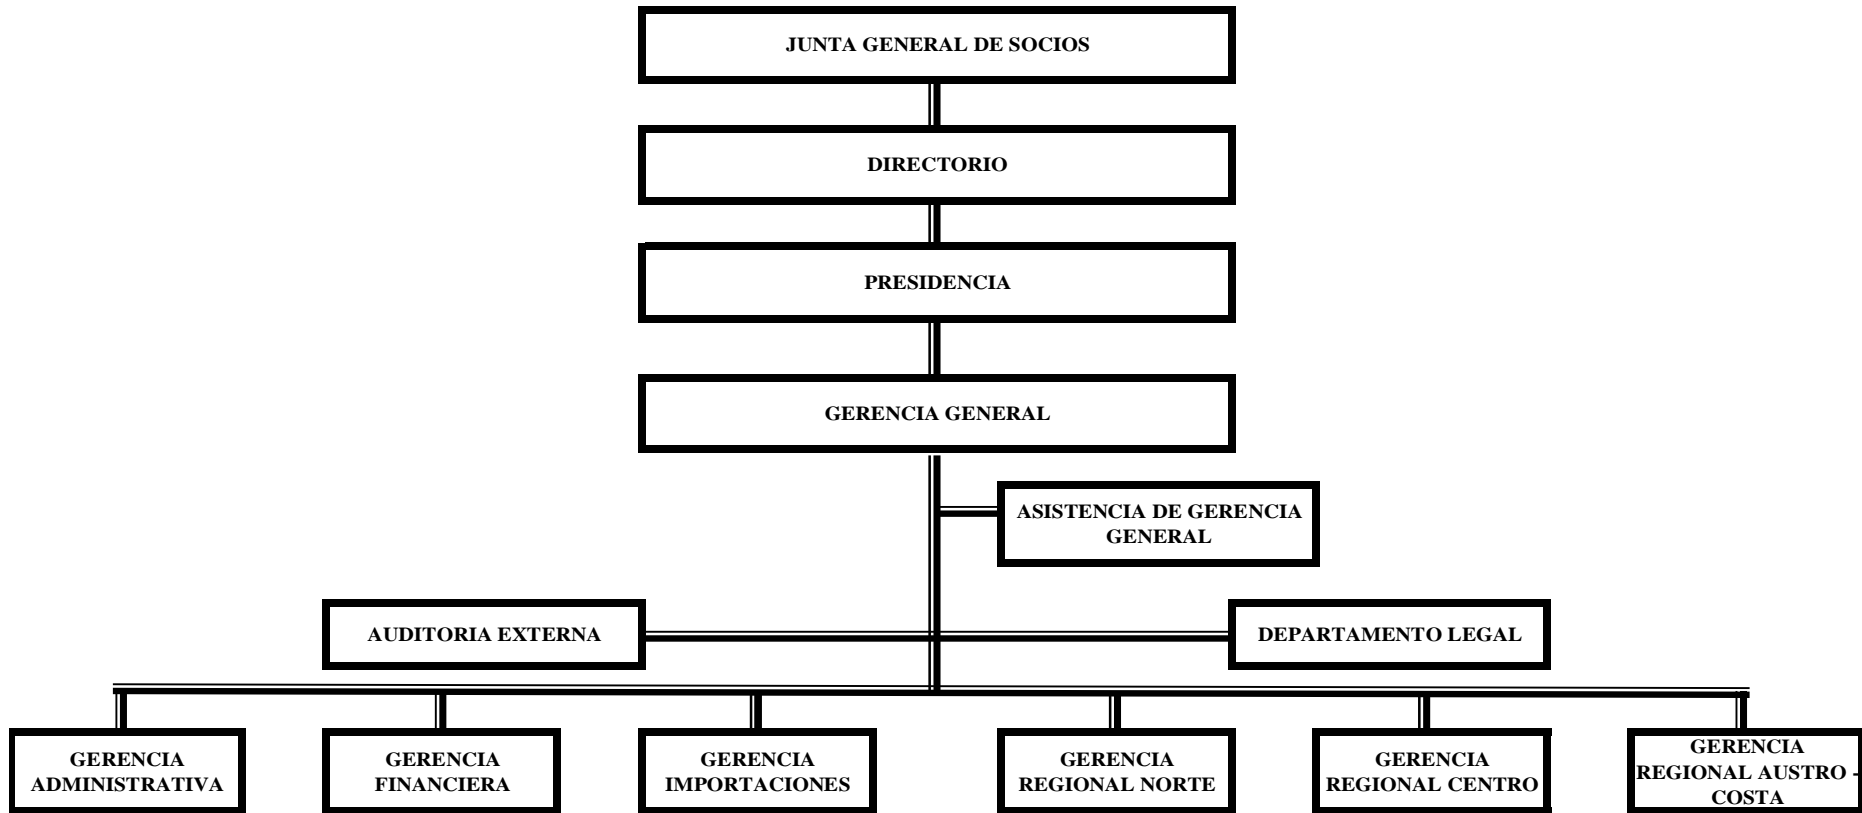 JUNTA GENERAL DE SOCIOS
DIRECTORIO
PRESIDENCIA
GERENCIA GENERAL
ASISTENCIA DE GERENCIA
GENERAL
AUDITORIA EXTERNA
DEPARTAMENTO LEGAL
GERENCIA
ADMINISTRATIVA
GERENCIA
FINANCIERA
GERENCIA
IMPORTACIONES
GERENCIA
REGIONAL NORTE
GERENCIA
REGIONAL CENTRO
GERENCIA
REGIONAL AUSTRO -
COSTA